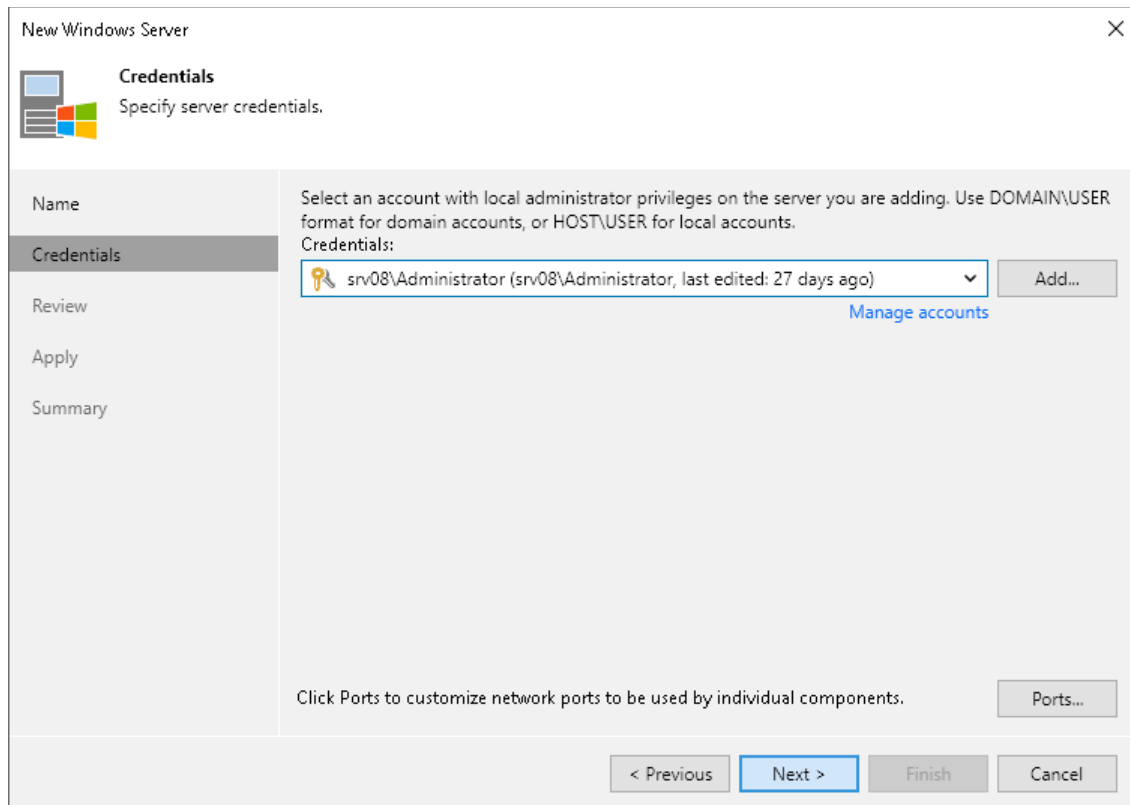 New Windows Server
Credentials
Specify server credentials.
Name
Credentials
Review
Apply
Summary
Select an account with local administrator privileges on the server you are adding. Use DOMAIN\USER
format for domain accounts, or HOST\USER for local accounts.
Credentials:
srv08\Administrator (srv08\Administrator, last edited: 27 days ago)
Add...
Manage accounts
Click Ports to customize network ports to be used by individual components.
Ports...
< Previous
Next >
Finish
Cancel